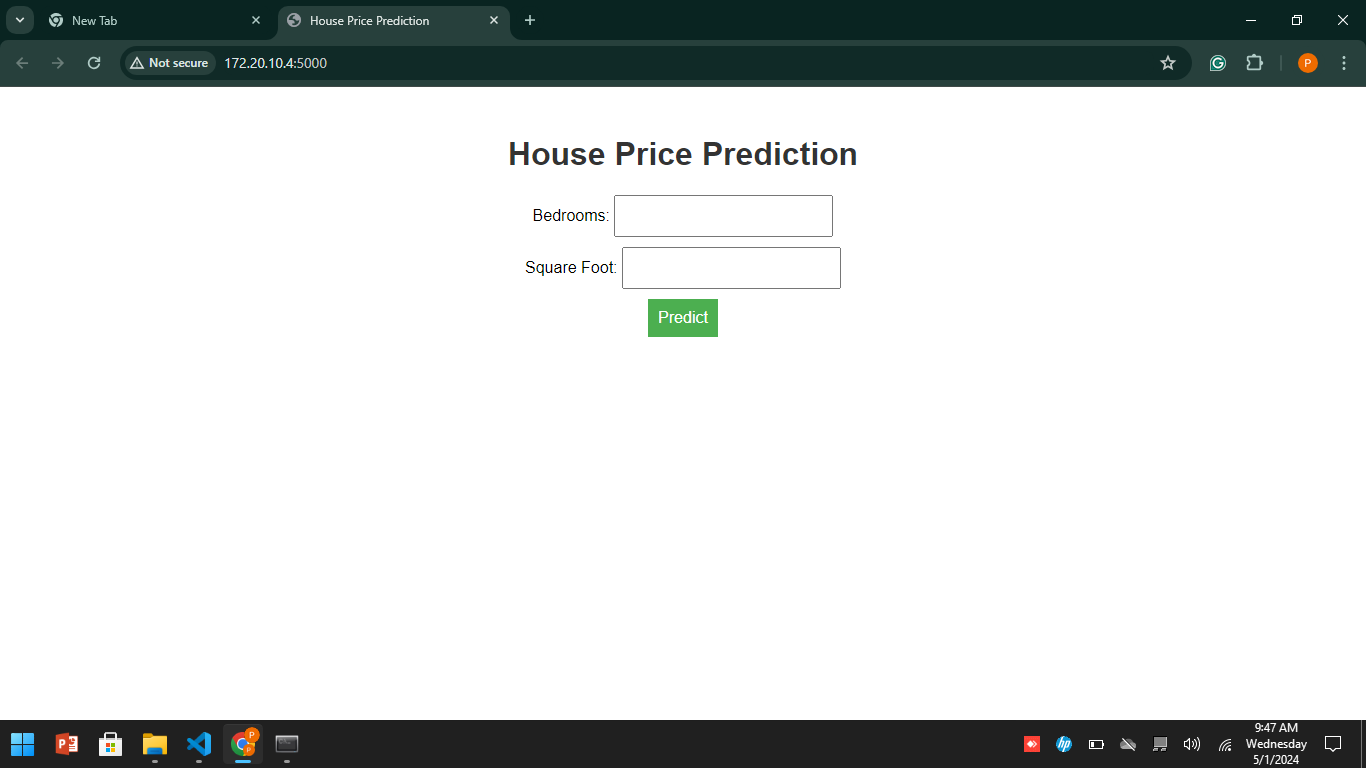 New Tab
House Price Prediction
Not secure
172.20.10.4:5000
P
House Price Prediction
Bedrooms:
Square Foot:
Predict
9:47 AM
Wednesday
5/1/2024